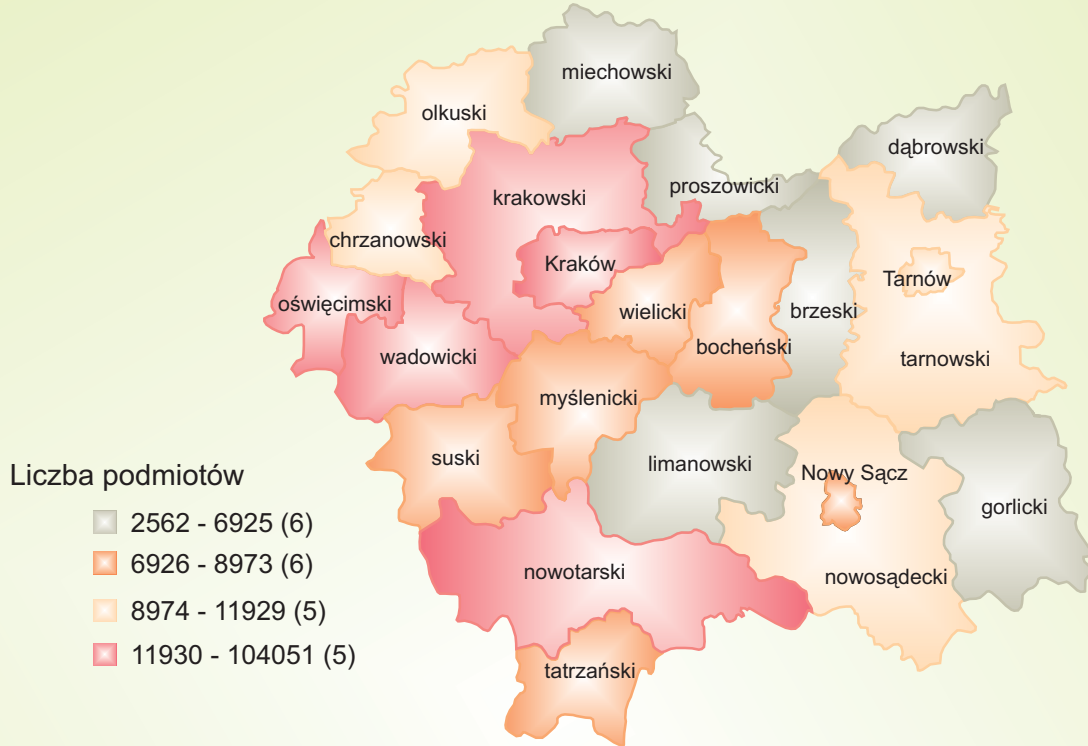 miechowski
olkuski
dąbrowski
proszowicki
krakowski
chrzanowski
Kraków
Tarnów
oświęcimski
wielicki
brzeski
bocheński
wadowicki
tarnowski
myślenicki
suski
limanowski
Nowy Sącz
gorlicki
nowotarski
nowosądecki
tatrzański
Liczba podmiotów
2562 - 6925 (6)
6926 - 8973 (6)
8974 - 11929 (5)
11930 - 104051 (5)